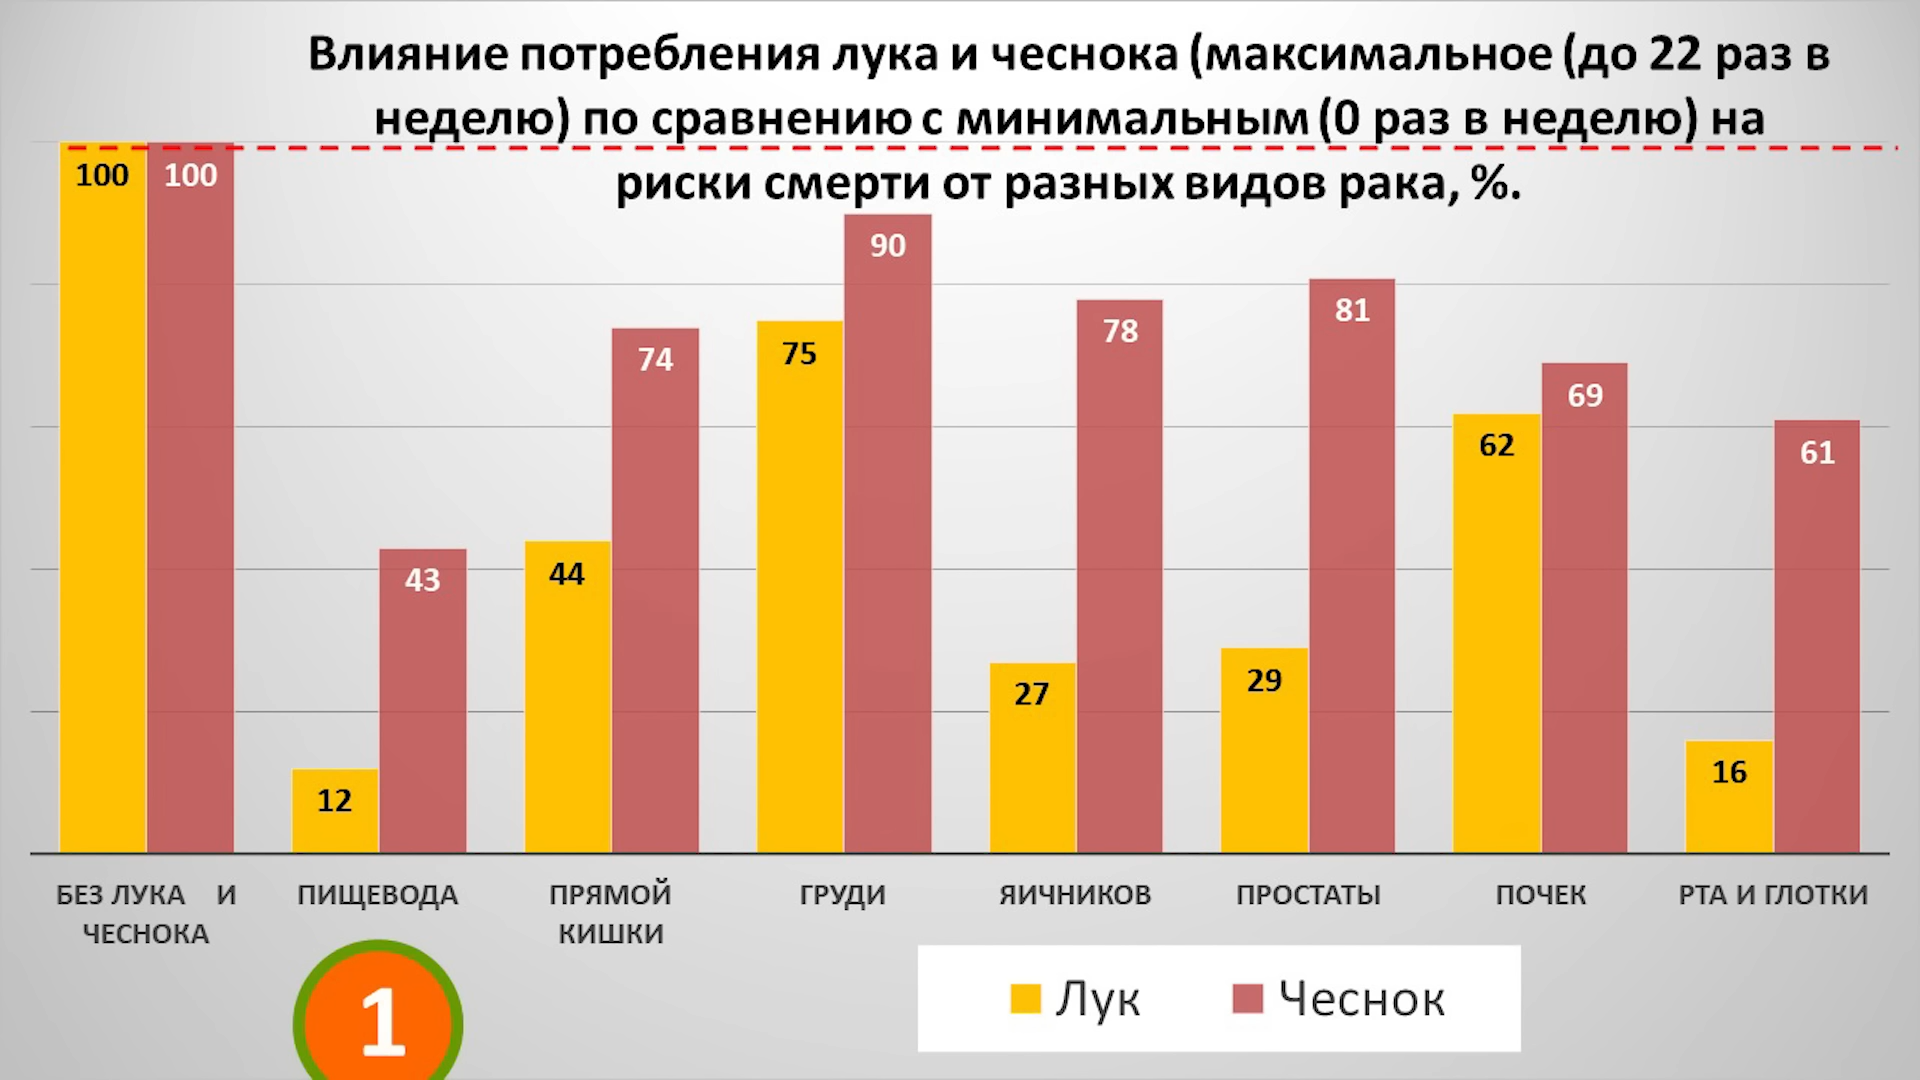 Влияние потребления лука и чеснока (максимальное (до 22 раз в
неделю) по сравнению с минимальным (0 раз в неделю) на
риски смерти от разных видов рака, %.
100 100
12 43
44 74
75 90
27 78
29 81
62 69
16 61
БЕЗ ЛУКА И
ЧЕСНОКА
ПИЩЕВОДА
ПРЯМОЙ
КИШКИ
ГРУДИ
ЯИЧНИКОВ
ПРОСТАТЫ
ПОЧЕК
РТА И ГЛОТКИ
1
Лук Чеснок